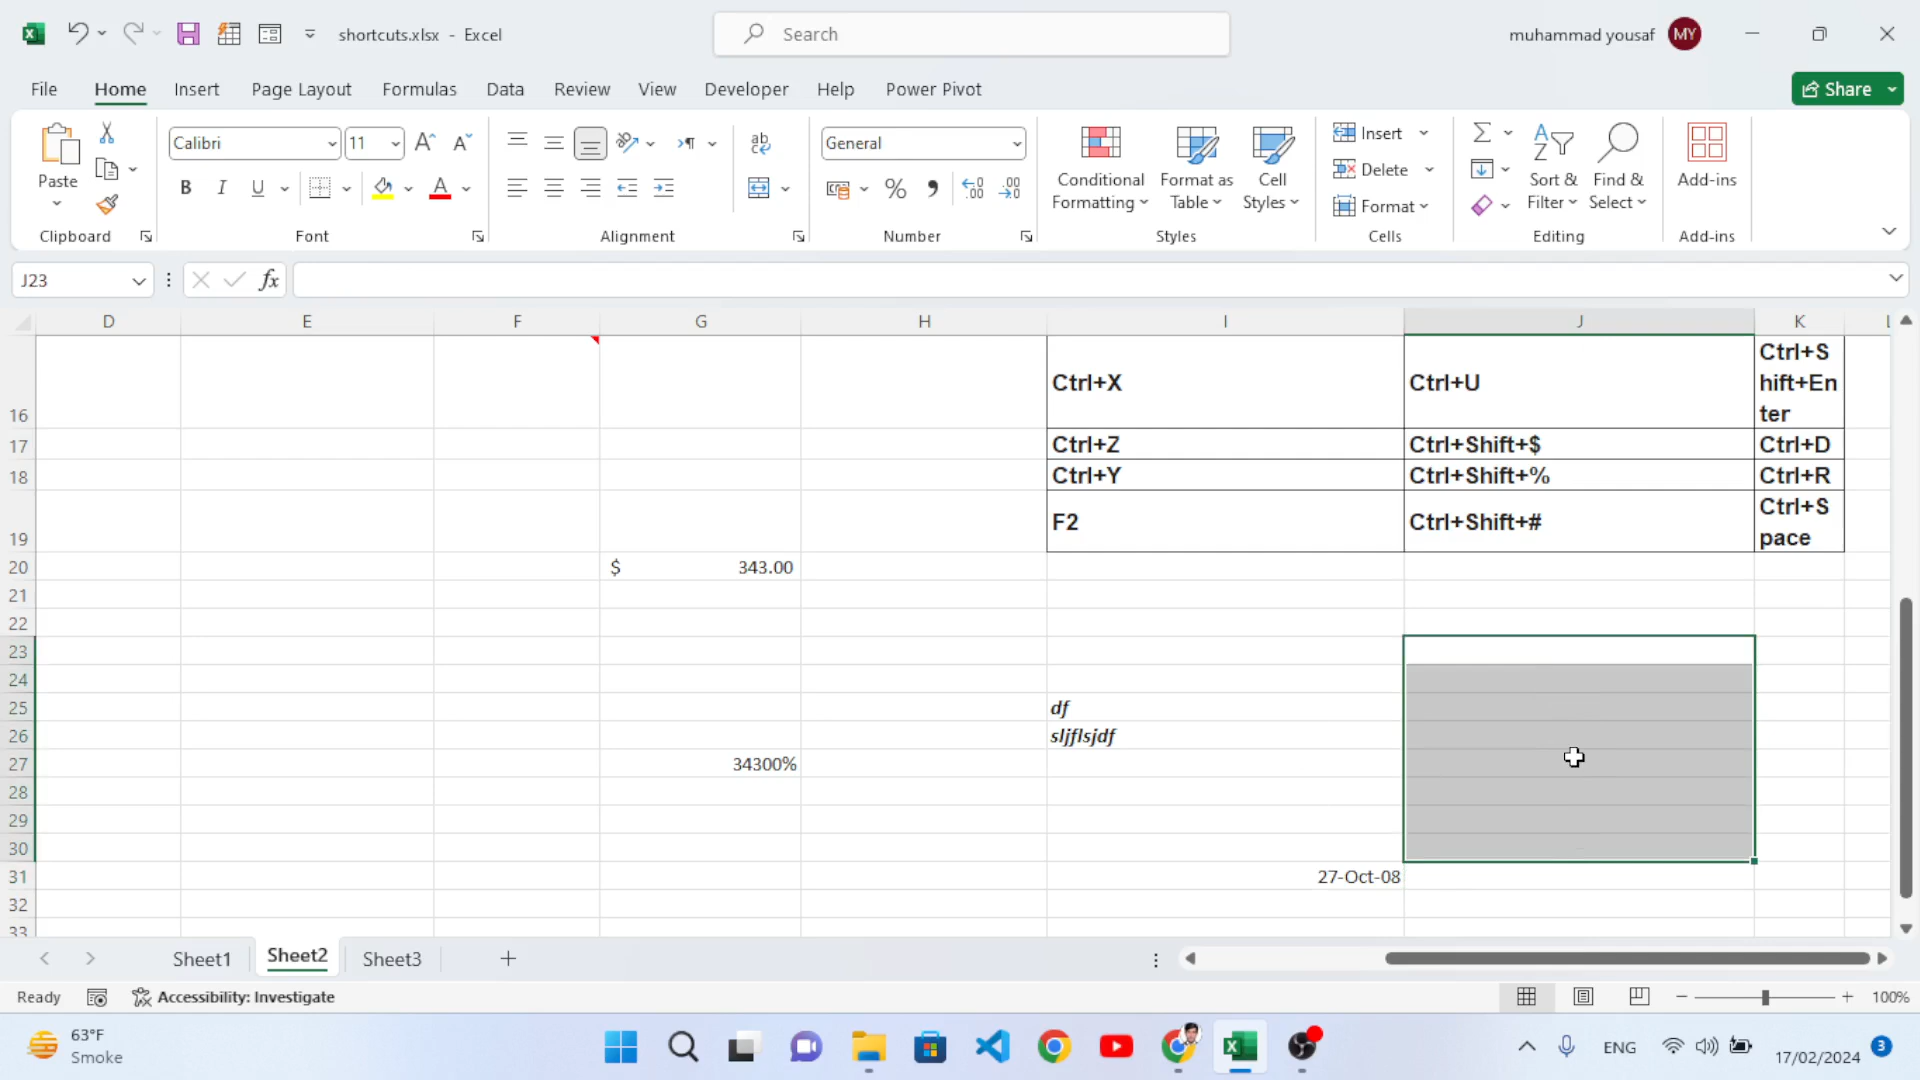 shortcuts.xlsx - Excel
Search
muhammad yousaf
MY
File Home Insert Page Layout Formulas Data Review View Developer Help Power Pivot
Share
Paste
Clipboard
Calibri 11
B I U A
Font
ab
Alignment
General
%
Number
Conditional Formatting
Format as Table
Cell Styles
Styles
Insert
Delete
Format
Cells
Sort & Filter
Find & Select
Editing
Add-ins
Add-ins
J23
fx
D E F G H I J K L
16 Ctrl+X Ctrl+U Ctrl+S
hift+En
ter
17 Ctrl+Z Ctrl+Shift+$ Ctrl+D
18 Ctrl+Y Ctrl+Shift+% Ctrl+R
19 F2 Ctrl+Shift+# Ctrl+S
pace
20 $ 343.00
21
22
23
24
25 df
26 sljflsjdf
27 34300%
28
29
30
31 27-Oct-08
32
33
Sheet1 Sheet2 Sheet3
Ready
Accessibility: Investigate
100%
63°F
Smoke
ENG
17/02/2024
3